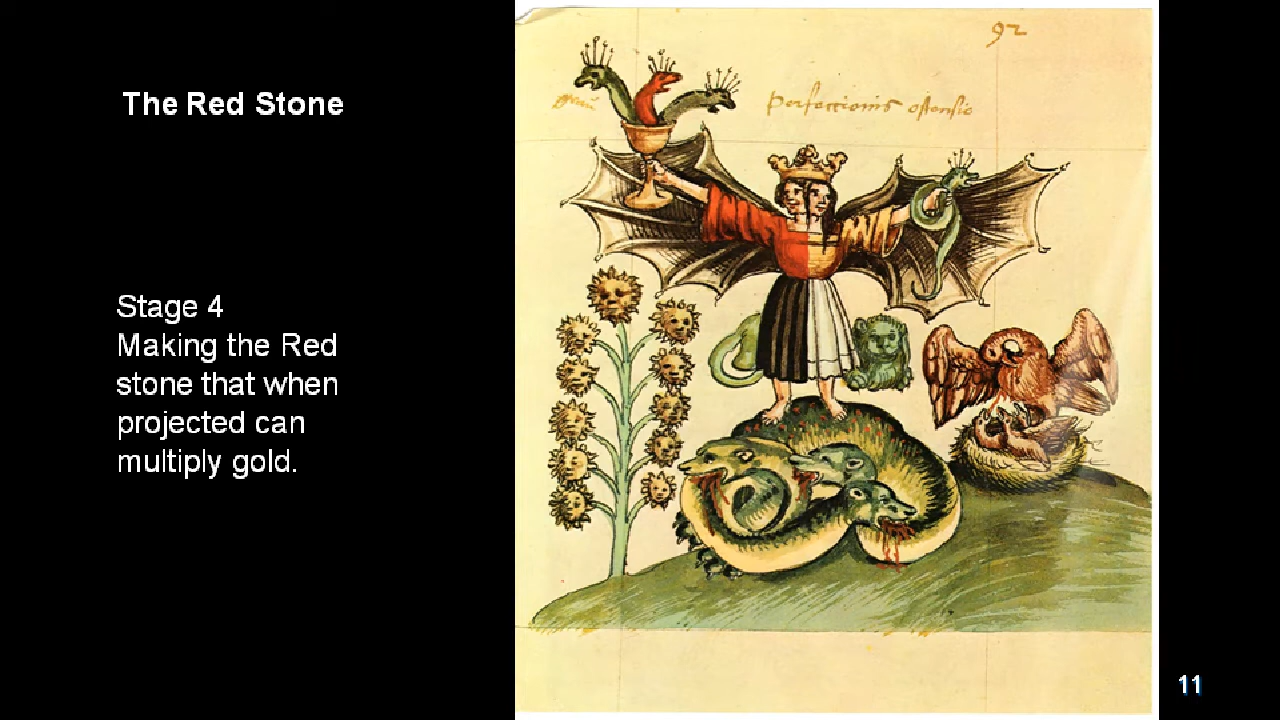 The Red Stone
Stage 4
Making the Red
stone that when
projected can
multiply gold.
92
perfectionis ostensio
11